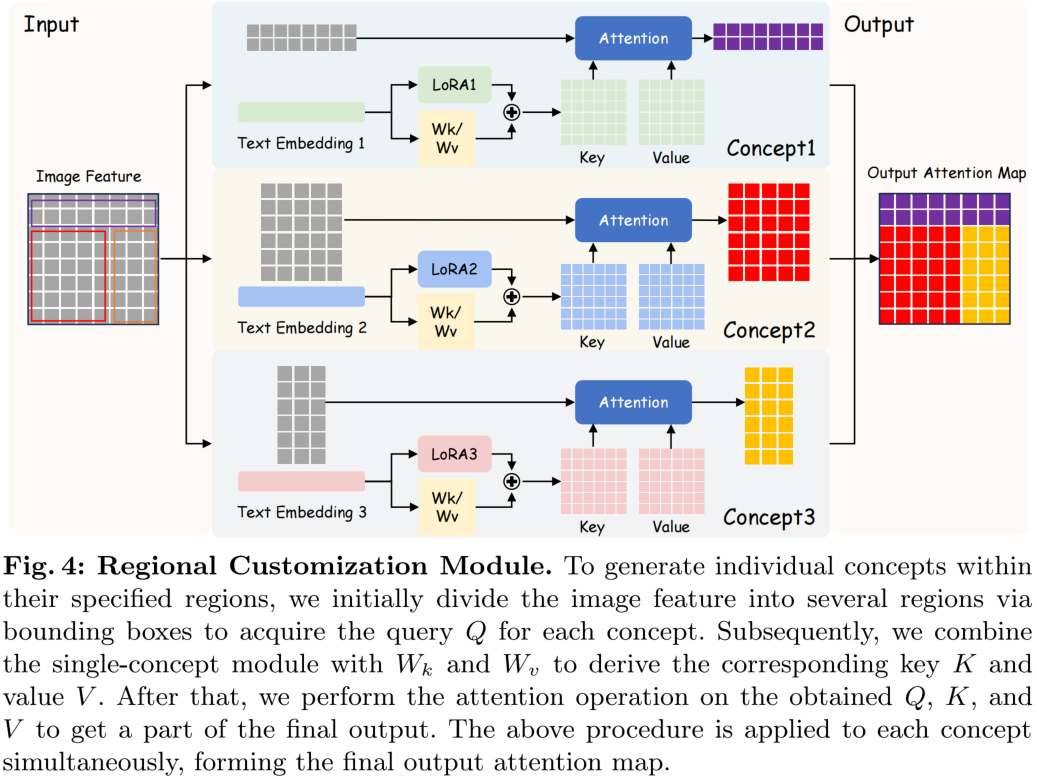 Input
Output
Attention
LoRA1
Wk/
Wv
Text Embedding 1
Key
Value
Concept1
Image Feature
Output Attention Map
Attention
LoRA2
Wk/
Wv
Text Embedding 2
Key
Value
Concept2
Attention
LoRA3
Wk/
Wv
Text Embedding 3
Key
Value
Concept3
Fig. 4: Regional Customization Module. To generate individual concepts within
their specified regions, we initially divide the image feature into several regions via
bounding boxes to acquire the query Q for each concept. Subsequently, we combine
the single-concept module with W_k and W_v to derive the corresponding key K and
value V. After that, we perform the attention operation on the obtained Q, K, and
V to get a part of the final output. The above procedure is applied to each concept
simultaneously, forming the final output attention map.